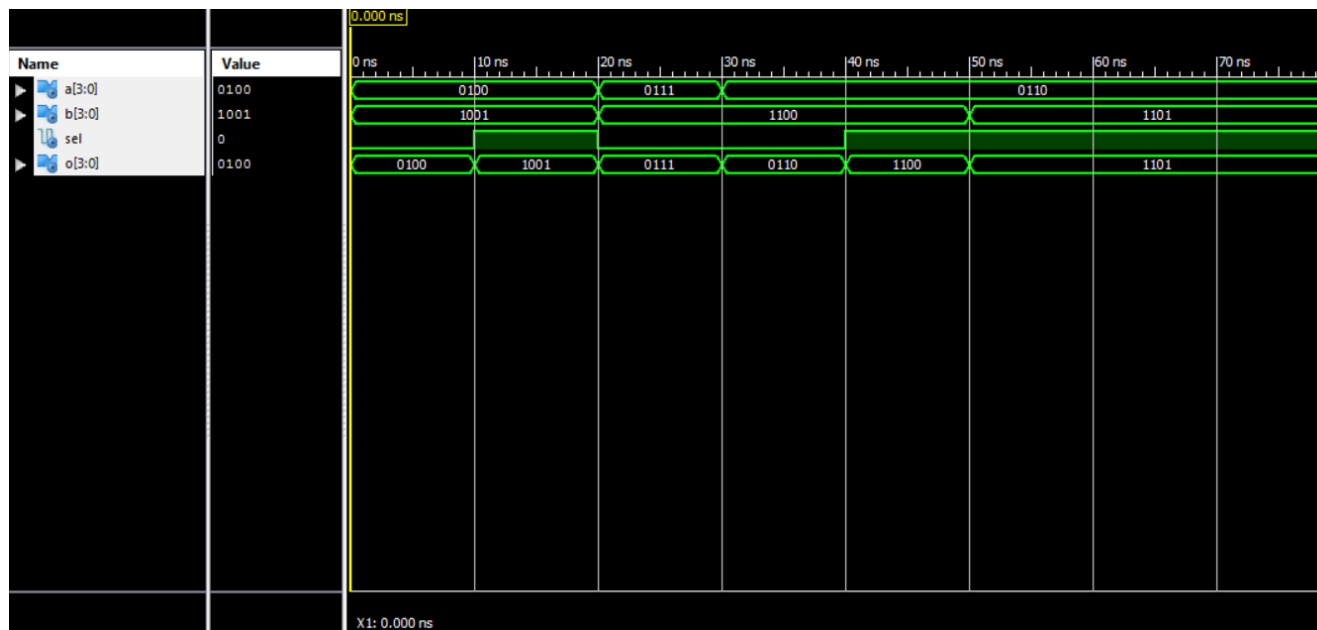 0.000 ns
Name Value 0 ns 10 ns 20 ns 30 ns 40 ns 50 ns 60 ns 70 ns
a[3:0] 0100 0100 0111 0110
b[3:0] 1001 1001 1100 1101
sel 0
o[3:0] 0100 0100 1001 0111 0110 1100 1101
X1: 0.000 ns